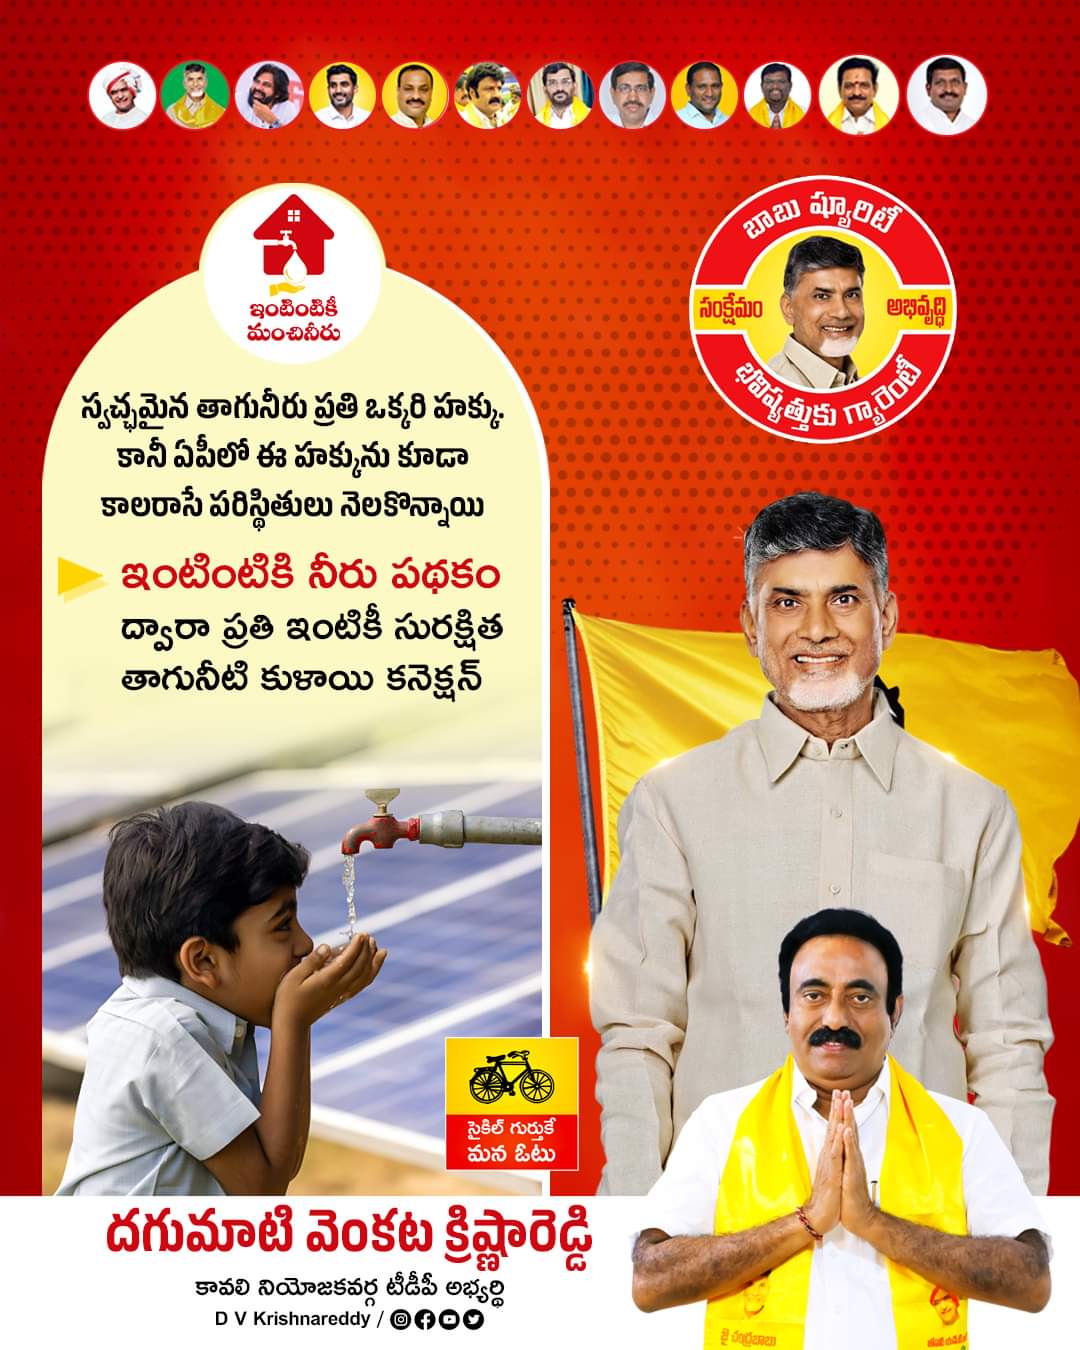 ఇంటింటికీ
మంచినీరు
బాబు ష్యూరిటీ
సంక్షేమం
అభివృద్ధి
భవిష్యత్తుకు గ్యారెంటీ
స్వచ్ఛమైన తాగునీరు ప్రతి ఒక్కరి హక్కు.
కానీ ఏపీలో ఈ హక్కును కూడా
కాలరాసే పరిస్థితులు నెలకొన్నాయి
ఇంటింటికి నీరు పథకం
ద్వారా ప్రతి ఇంటికీ సురక్షిత
తాగునీటి కుళాయి కనెక్షన్
సైకిల్ గుర్తుకే
మన ఓటు
దగుమాటి వెంకట క్రిష్ణారెడ్డి
కావలి నియోజకవర్గ టీడీపీ అభ్యర్థి
D V Krishnareddy /
జై చంద్రబాబు